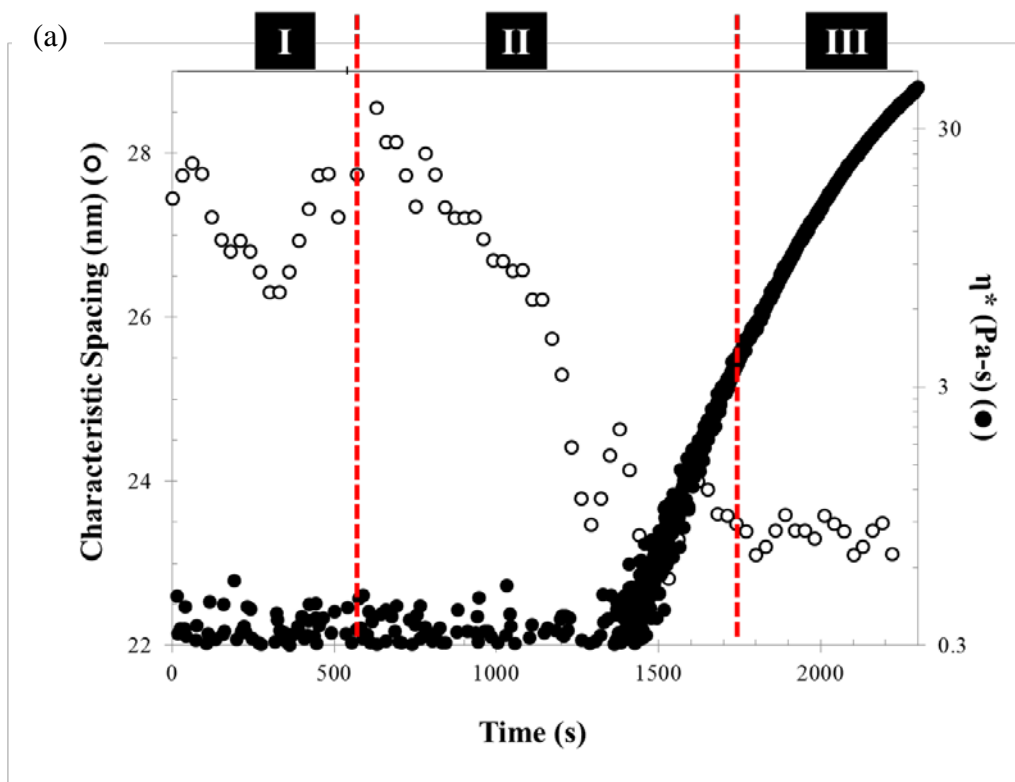 (a)
I II III
Characteristic Spacing (nm) (O)
28
26
24
22
30
3
0.3
η* (Pa-s) (●)
0 500 1000 1500 2000
Time (s)